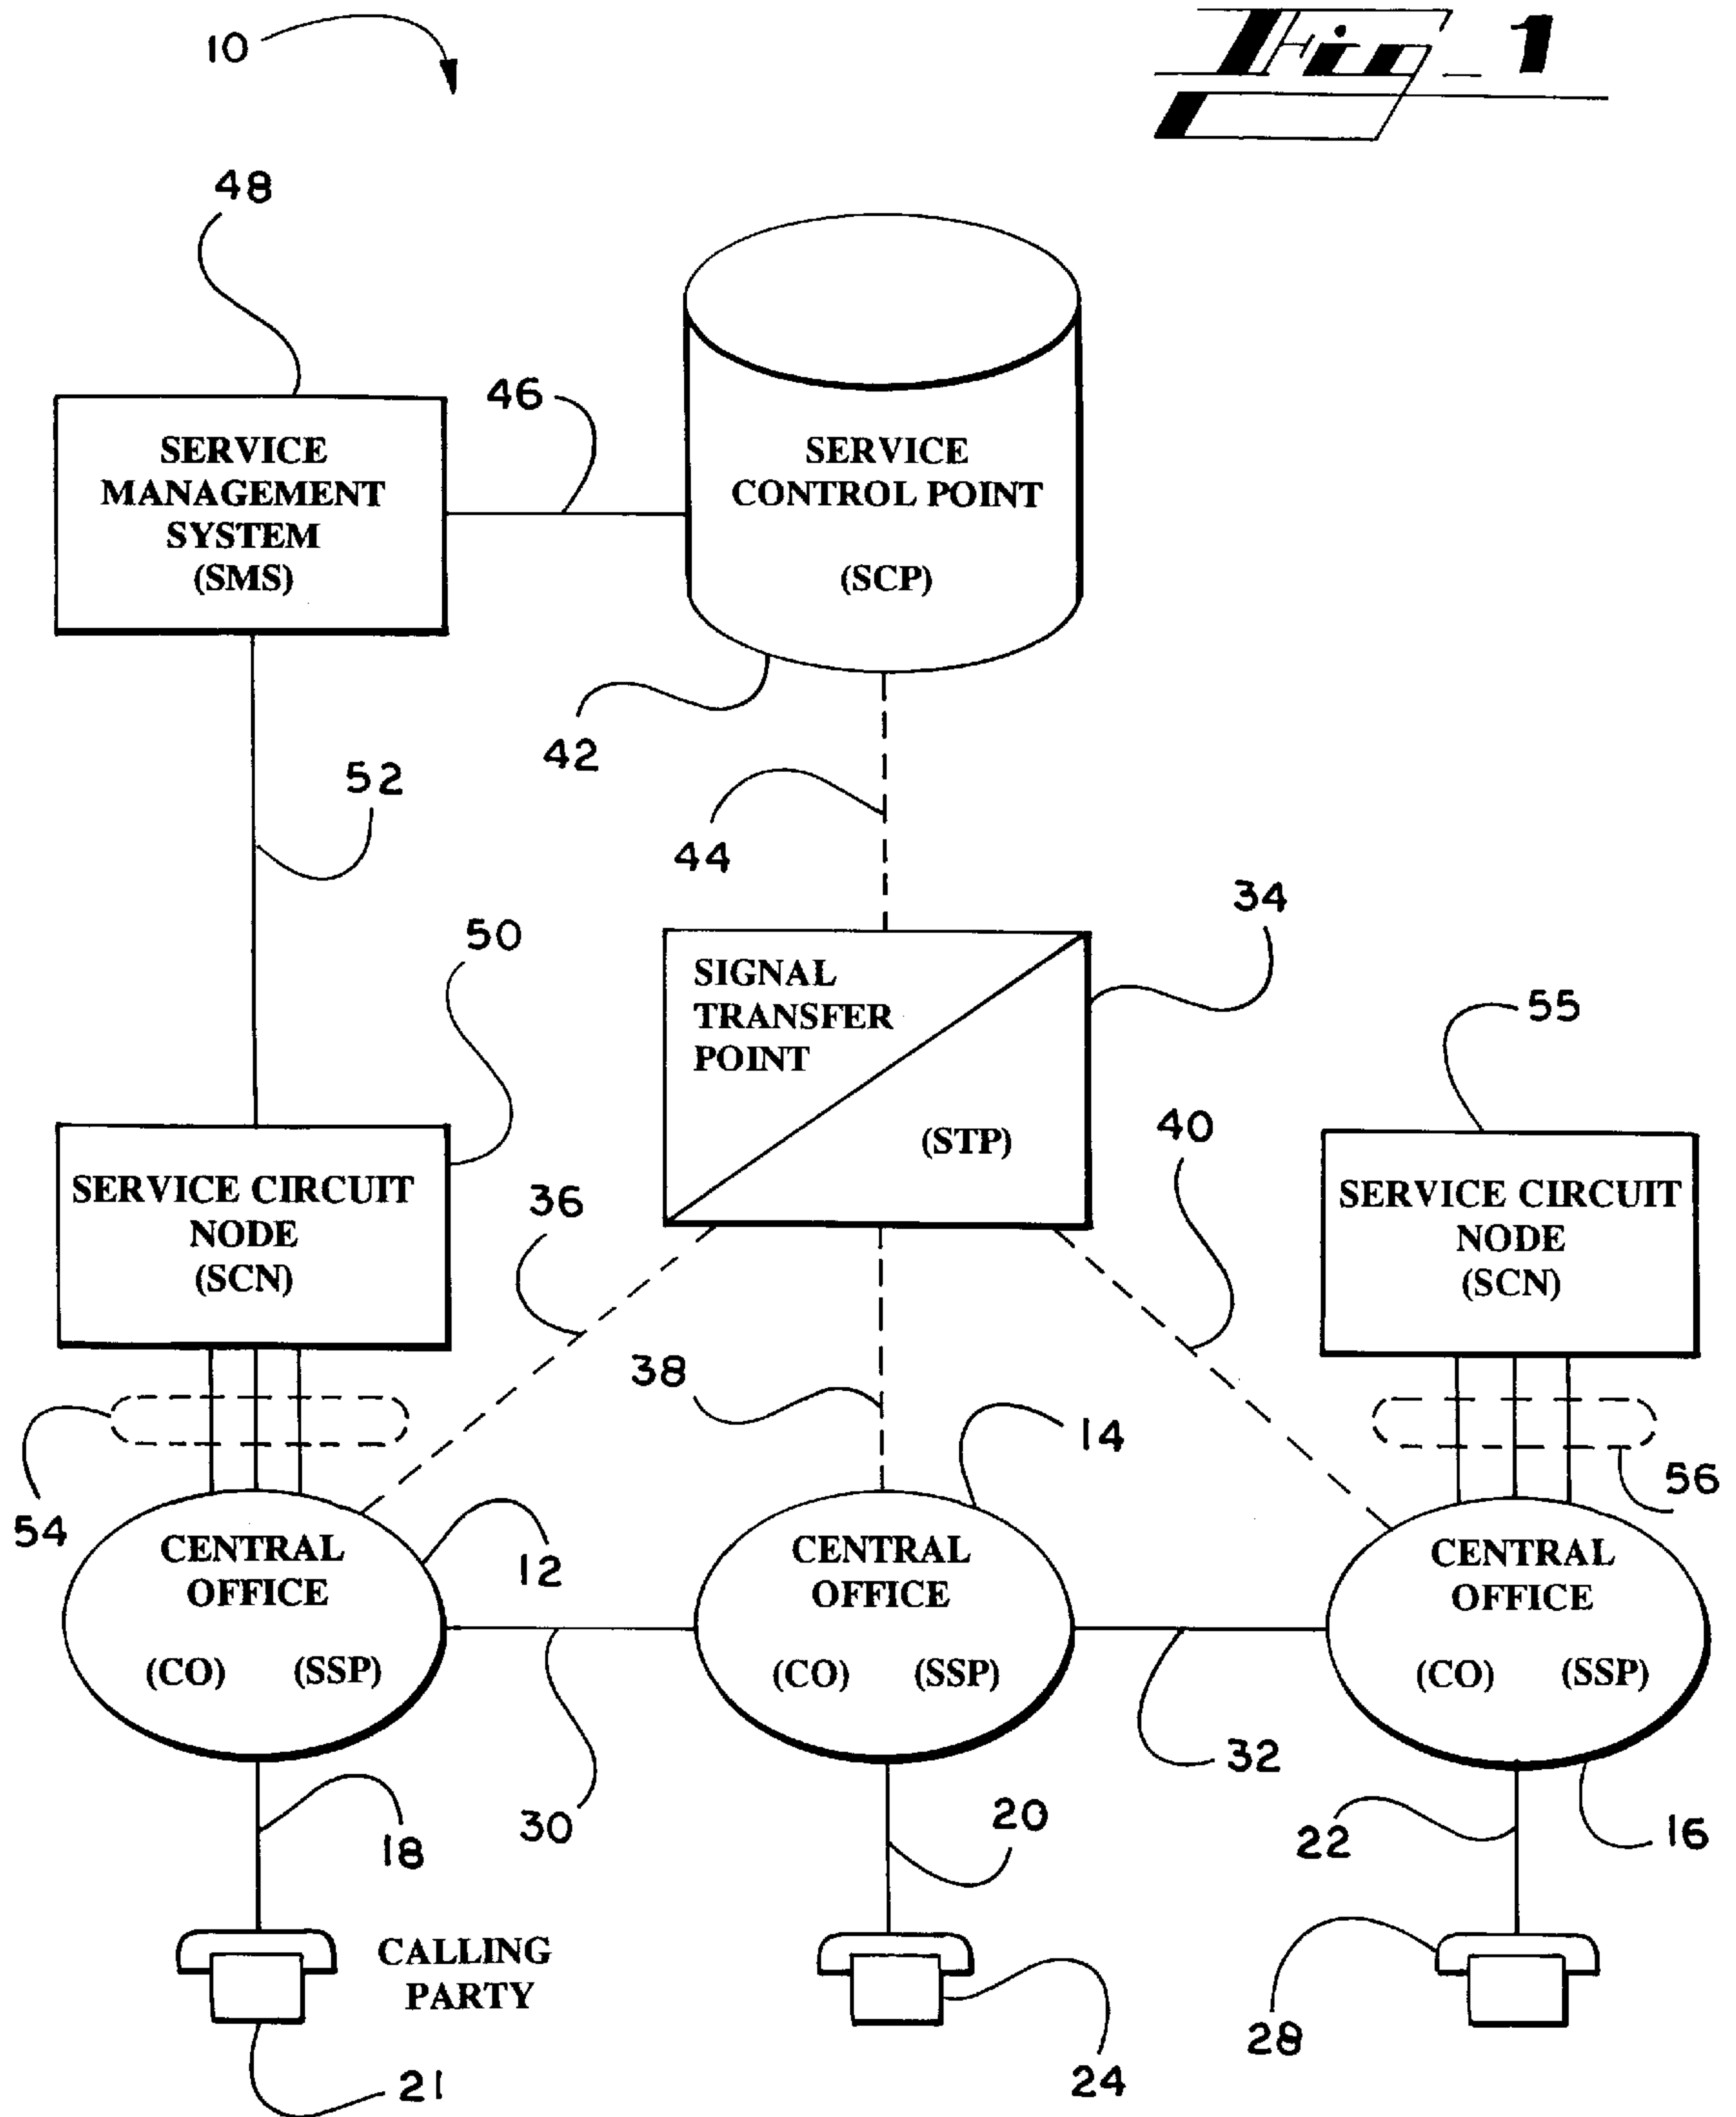 10
Fig_1
48
46
SERVICE
MANAGEMENT
SYSTEM
(SMS)
SERVICE
CONTROL POINT
(SCP)
42
52
44
34
50
SIGNAL
TRANSFER
POINT
(STP)
55
40
36
SERVICE CIRCUIT
NODE
(SCN)
SERVICE CIRCUIT
NODE
(SCN)
38
14
54
56
12
CENTRAL
OFFICE
(CO) (SSP)
CENTRAL
OFFICE
(CO) (SSP)
CENTRAL
OFFICE
(CO) (SSP)
30
32
18
20
22
16
CALLING
PARTY
21
24
28